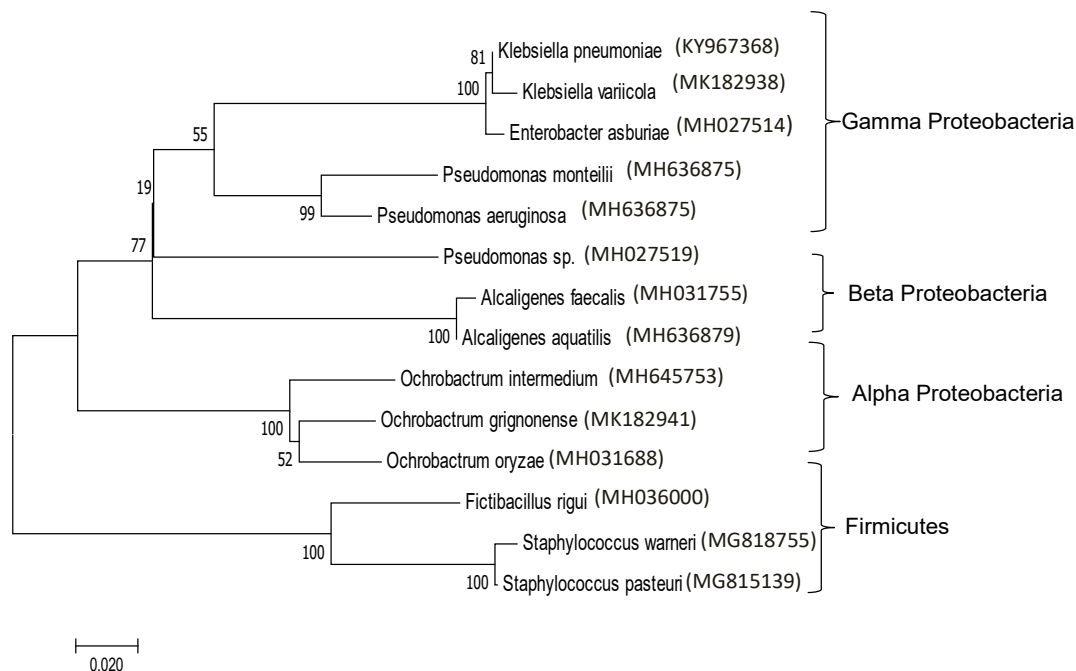 Klebsiella pneumoniae (KY967368)
81
Klebsiella variicola (MK182938)
100
Enterobacter asburiae (MH027514)
Gamma Proteobacteria
55
Pseudomonas monteilii (MH636875)
19
99
Pseudomonas aeruginosa (MH636875)
77
Pseudomonas sp. (MH027519)
Alcaligenes faecalis (MH031755)
Beta Proteobacteria
100
Alcaligenes aquatilis (MH636879)
Ochrobactrum intermedium (MH645753)
Alpha Proteobacteria
100
Ochrobactrum grignonense (MK182941)
52
Ochrobactrum oryzae (MH031688)
Fictibacillus rigui (MH036000)
Firmicutes
100
Staphylococcus warneri (MG818755)
100
Staphylococcus pasteuri (MG815139)
0.020